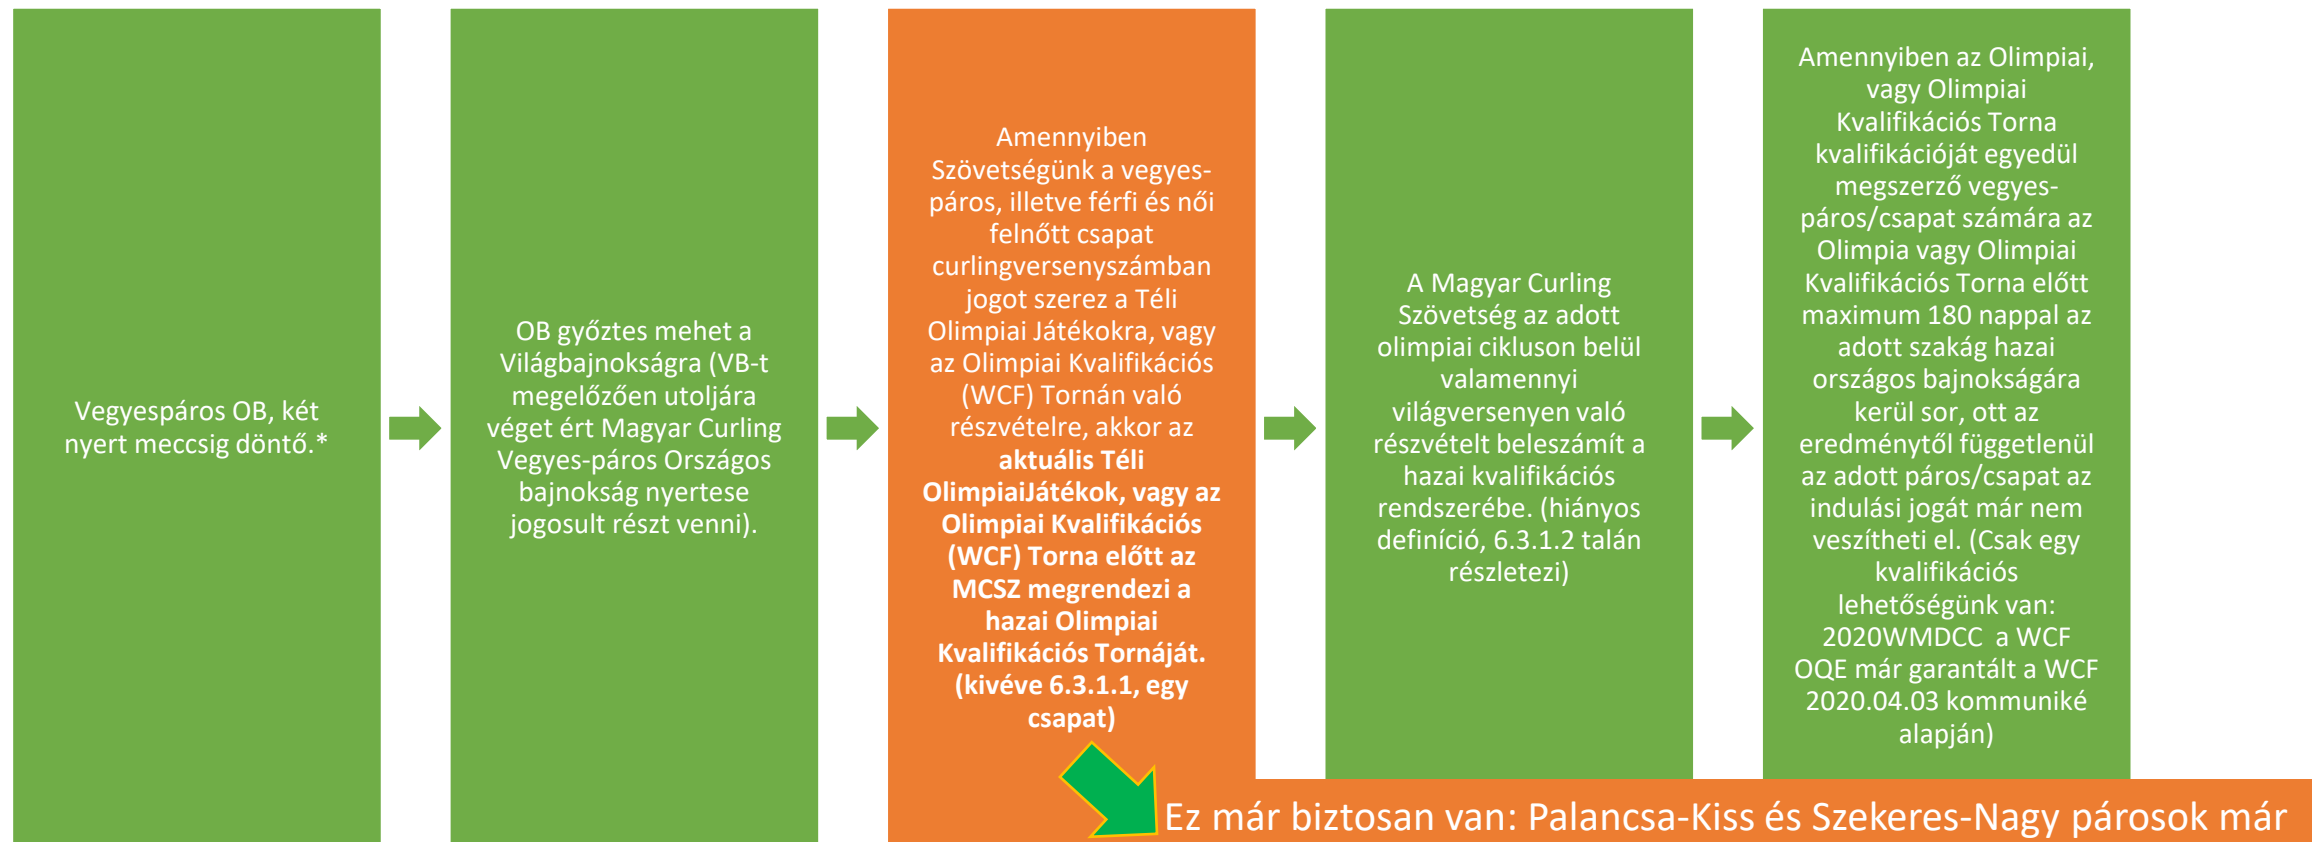 Vegyespáros OB, két
nyert meccsig döntő.*
OB győztes mehet a
Világbajnokságra (VB-t
megelőzően utoljára
véget ért Magyar Curling
Vegyes-páros Országos
bajnokság nyertese
jogosult részt venni).
Amennyiben
Szövetségünk a vegyes-
páros, illetve férfi és női
felnőtt csapat
curlingversenyszámban
jogot szerez a Téli
Olimpiai Játékokra, vagy
az Olimpiai Kvalifikációs
(WCF) Tornán való
részvételre, akkor az
aktuális Téli
OlimpiaiJátékok, vagy az
Olimpiai Kvalifikációs
(WCF) Torna előtt az
MCSZ megrendezi a
hazai Olimpiai
Kvalifikációs Tornáját.
(kivéve 6.3.1.1, egy
csapat)
A Magyar Curling
Szövetség az adott
olimpiai cikluson belül
valamennyi
világversenyen való
részvételt beleszámít a
hazai kvalifikációs
rendszerébe. (hiányos
definíció, 6.3.1.2 talán
részletezi)
Amennyiben az Olimpiai,
vagy Olimpiai
Kvalifikációs Torna
kvalifikációját egyedül
megszerző vegyes-
páros/csapat számára az
Olimpia vagy Olimpiai
Kvalifikációs Torna előtt
maximum 180 nappal az
adott szakág hazai
országos bajnokságára
kerül sor, ott az
eredménytől függetlenül
az adott páros/csapat az
indulási jogát már nem
veszítheti el. (Csak egy
kvalifikációs
lehetőségünk van:
2020WMDCC a WCF
OQE már garantált a WCF
2020.04.03 kommuniké
alapján)
Ez már biztosan van: Palancsa-Kiss és Szekeres-Nagy párosok már